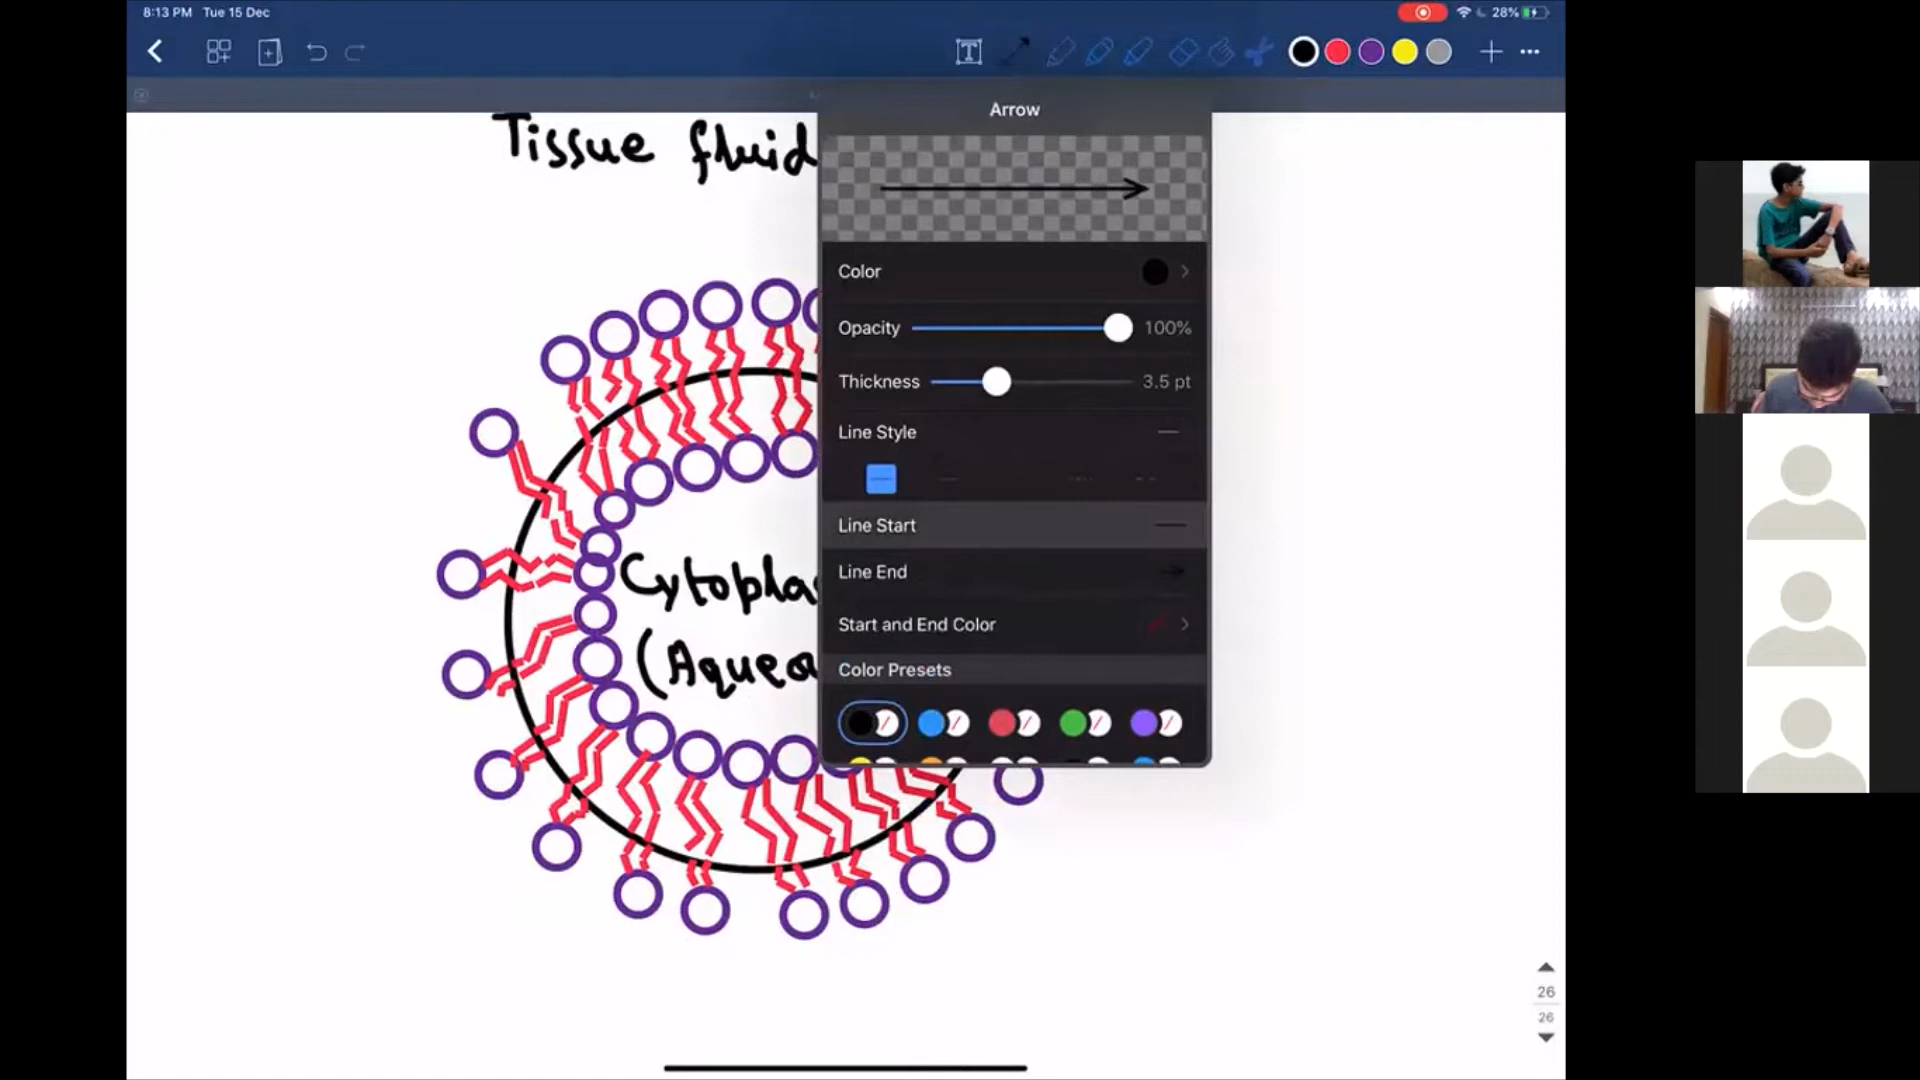 8:13 PM Tue 15 Dec
28%
Arrow
Tissue fluid
Color
Opacity 100%
Thickness 3.5 pt
Line Style
Line Start
Line End
Start and End Color
Color Presets
Cytoplas
(Aqueo
26
26